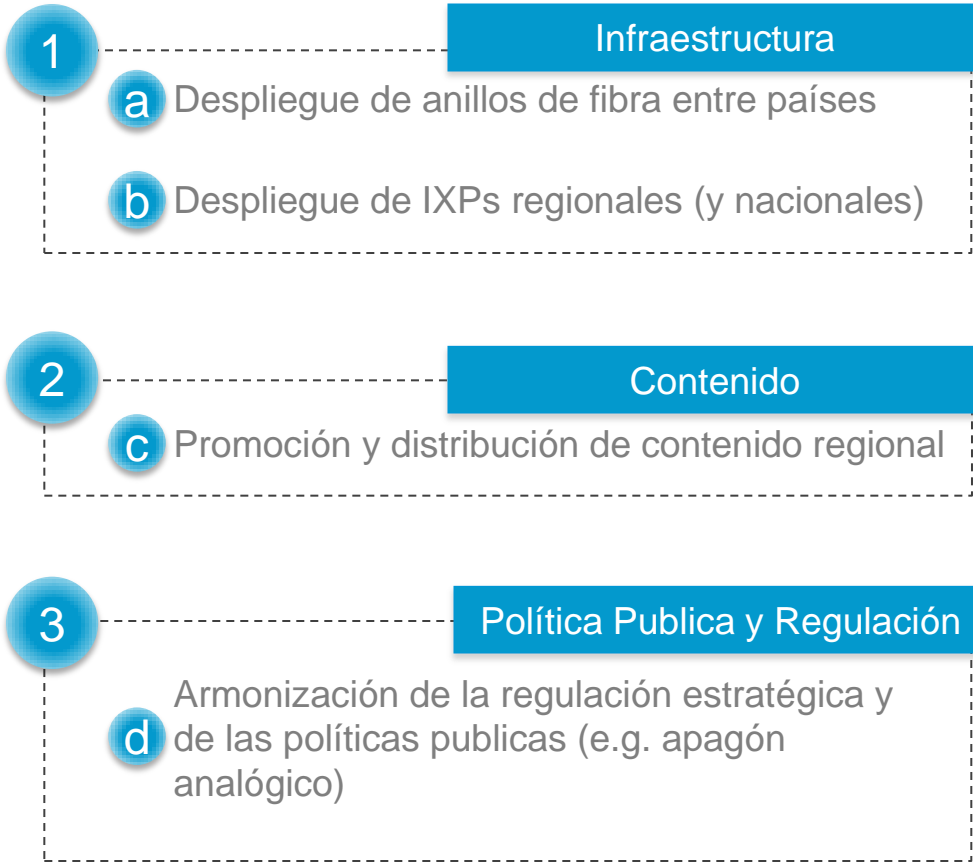 1
Infraestructura
a Despliegue de anillos de fibra entre países
b Despliegue de IXPs regionales (y nacionales)
2
Contenido
c Promoción y distribución de contenido regional
3
Política Publica y Regulación
Armonización de la regulación estratégica y
d de las políticas publicas (e.g. apagón
analógico)